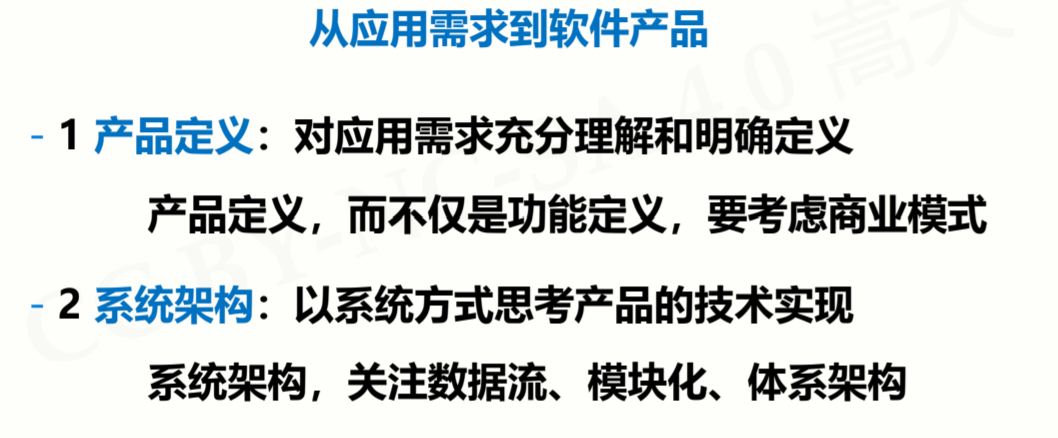 从应用需求到软件产品
- 1 产品定义：对应用需求充分理解和明确定义
产品定义，而不仅是功能定义，要考虑商业模式
- 2 系统架构：以系统方式思考产品的技术实现
系统架构，关注数据流、模块化、体系架构
CC BY-NC-SA 4.0 嵩天